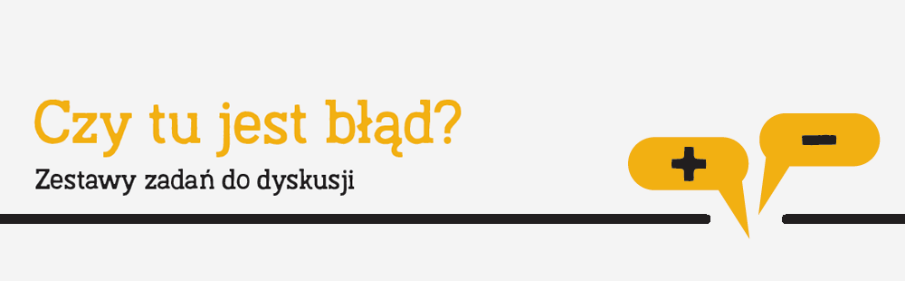 Czy tu jest błąd?
Zestawy zadań do dyskusji
+
-